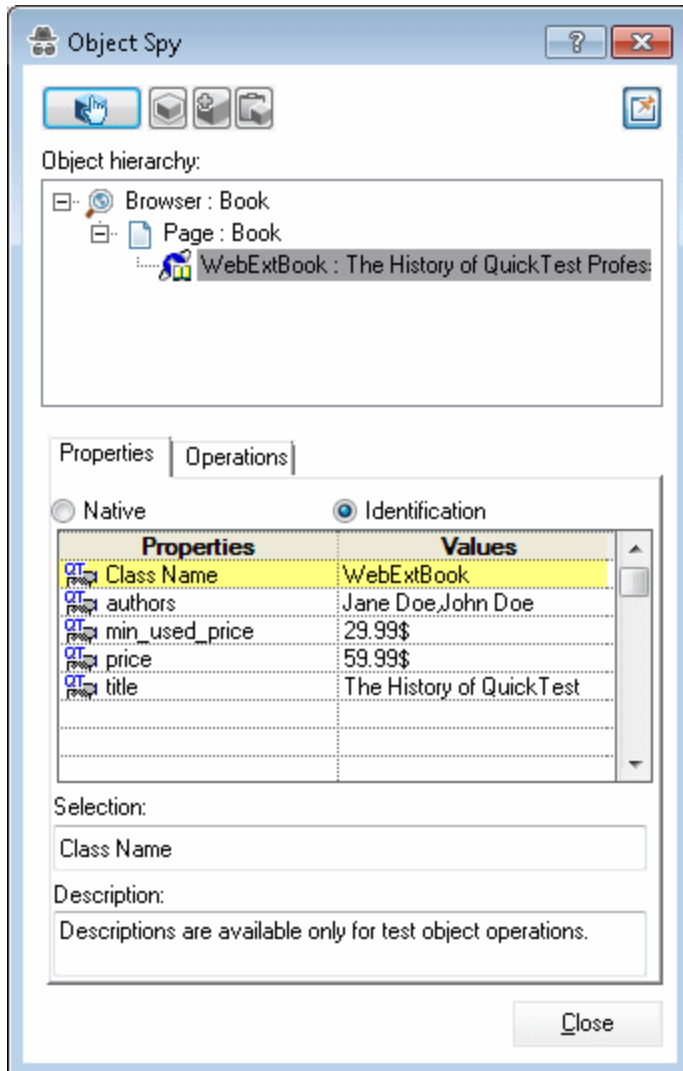 Object Spy
Object hierarchy:
Browser : Book
Page : Book
WebExtBook : The History of QuickTest Profes
Properties Operations
Native Identification
Properties Values
Class Name WebExtBook
authors Jane Doe,John Doe
min_used_price 29.99$
price 59.99$
title The History of QuickTest
Selection:
Class Name
Description:
Descriptions are available only for test object operations.
Close